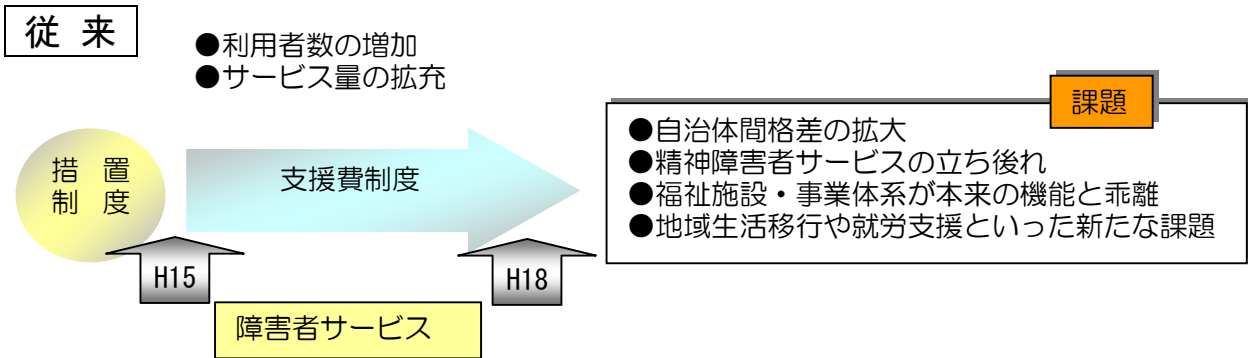 従 来
●利用者数の増加
●サービス量の拡充
措 置
制 度
支援費制度
H15
H18
障害者サービス
課題
●自治体間格差の拡大
●精神障害者サービスの立ち後れ
●福祉施設・事業体系が本来の機能と乖離
●地域生活移行や就労支援といった新たな課題